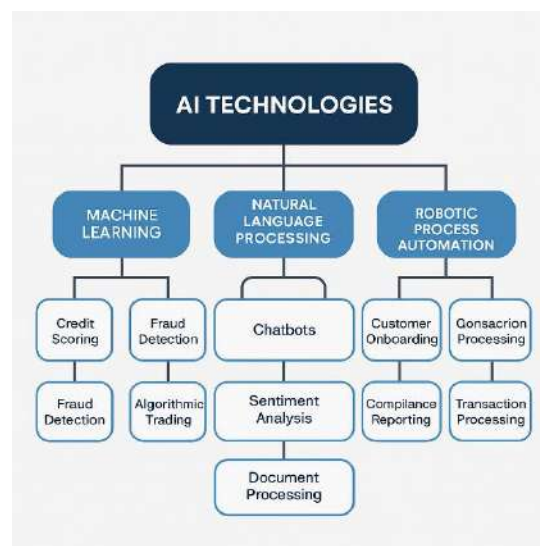 AI TECHNOLOGIES
MACHINE
LEARNING
NATURAL
LANGUAGE
PROCESSING
ROBOTIC
PROCESS
AUTOMATION
Credit
Scoring
Fraud
Detection
Chatbots
Customer
Onboarding
Gonsacrion
Processing
Fraud
Detection
Algorithmic
Trading
Sentiment
Analysis
Compilance
Reporting
Transaction
Processing
Document
Processing